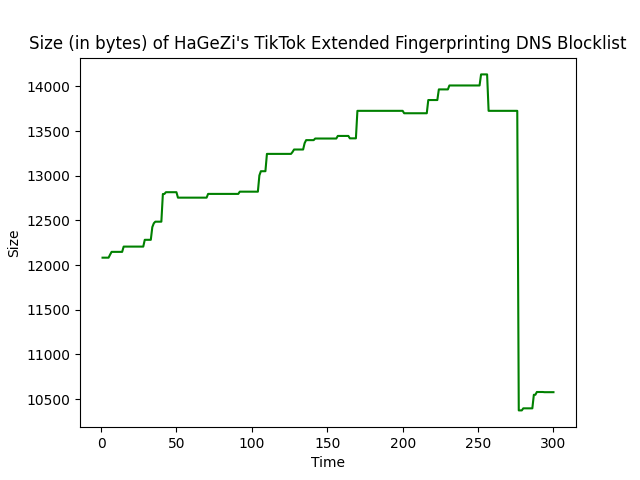 Size (in bytes) of HaGeZi's TikTok Extended Fingerprinting DNS Blocklist
Size
14000
13500
13000
12500
12000
11500
11000
10500
0 50 100 150 200 250 300
Time